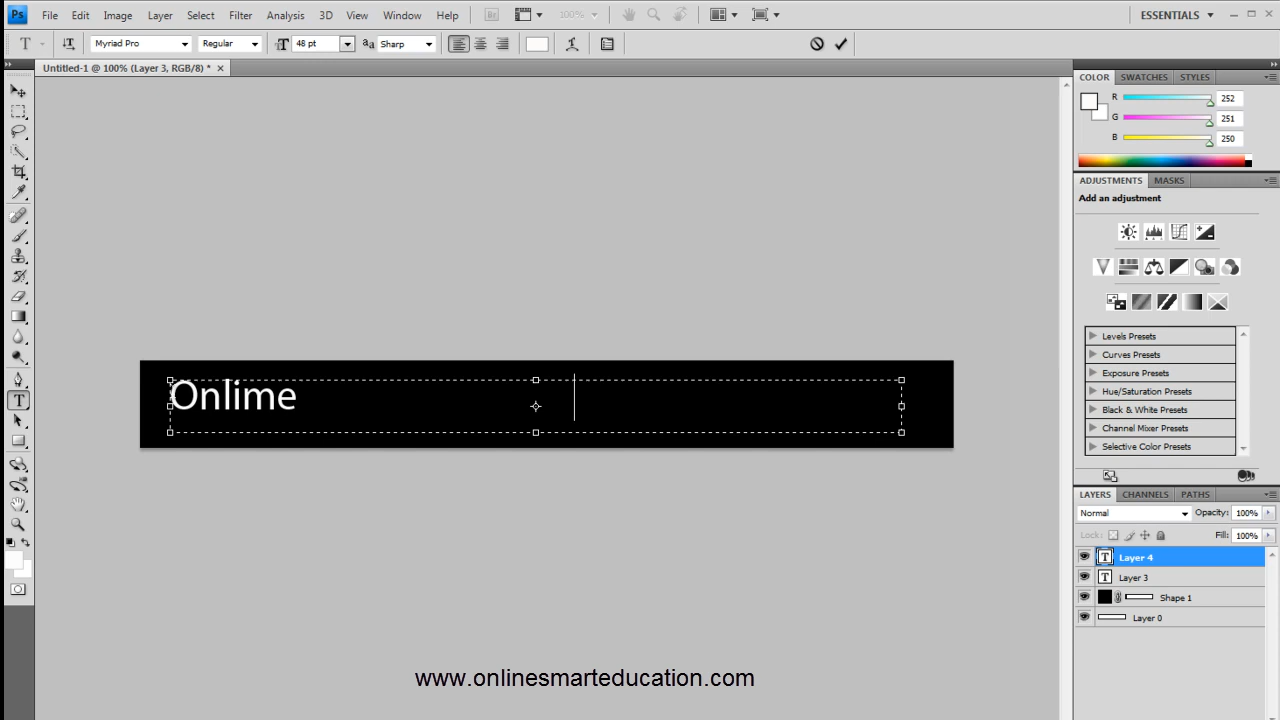 Ps File Edit Image Layer Select Filter Analysis 3D View Window Help Br 100% ESSENTIALS
T Myriad Pro Regular 48 pt aa Sharp
Untitled-1 @ 100% (Layer 3, RGB/8) *
COLOR SWATCHES STYLES
R 252
G 251
B 250
ADJUSTMENTS MASKS
Add an adjustment
Levels Presets
Curves Presets
Exposure Presets
Hue/Saturation Presets
Black & White Presets
Channel Mixer Presets
Selective Color Presets
Onlime
LAYERS CHANNELS PATHS
Normal Opacity: 100%
Lock: Fill: 100%
T Layer 4
T Layer 3
Shape 1
Layer 0
www.onlinesmarteducation.com